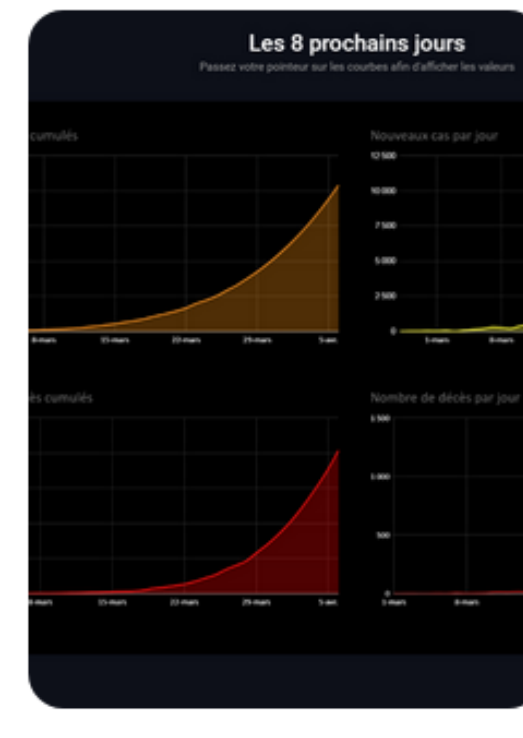 Les 8 prochains jours
Passez votre pointeur sur les courbes afin d'afficher les valeurs
cumulés
Nouveaux cas par jour
12 500
10 000
7 500
5 000
2 500
0
8-mars 15-mars 22-mars 29-mars 5-avr.
1-mars 8-mars
ès cumulés
Nombre de décès par jour
1 500
1 000
500
0
8-mars 15-mars 22-mars 29-mars 5-avr.
1-mars 8-mars